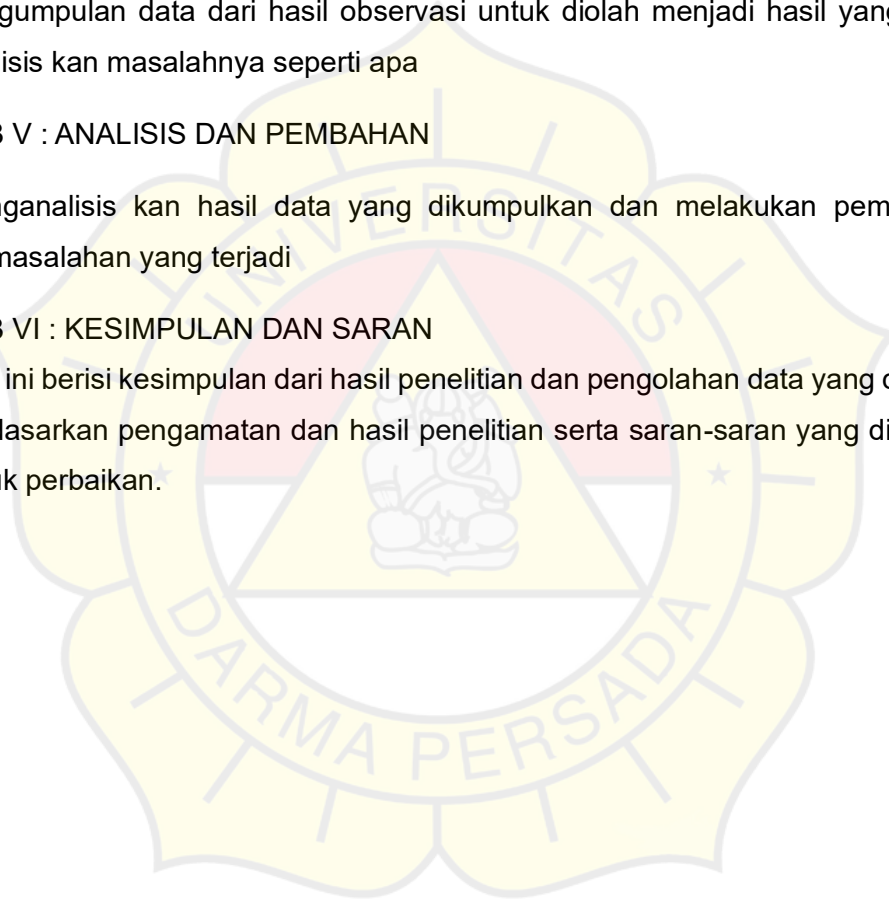 gumpulan data dari hasil observasi untuk diolah menjadi hasil yang
isis kan masalahnya seperti apa
B V : ANALISIS DAN PEMBAHAN
nganalisis kan hasil data yang dikumpulkan dan melakukan pem
masalahan yang terjadi
B VI : KESIMPULAN DAN SARAN
ini berisi kesimpulan dari hasil penelitian dan pengolahan data yang d
dasarkan pengamatan dan hasil penelitian serta saran-saran yang di
uk perbaikan.
UNIVERSITAS
DARMA PERSADA